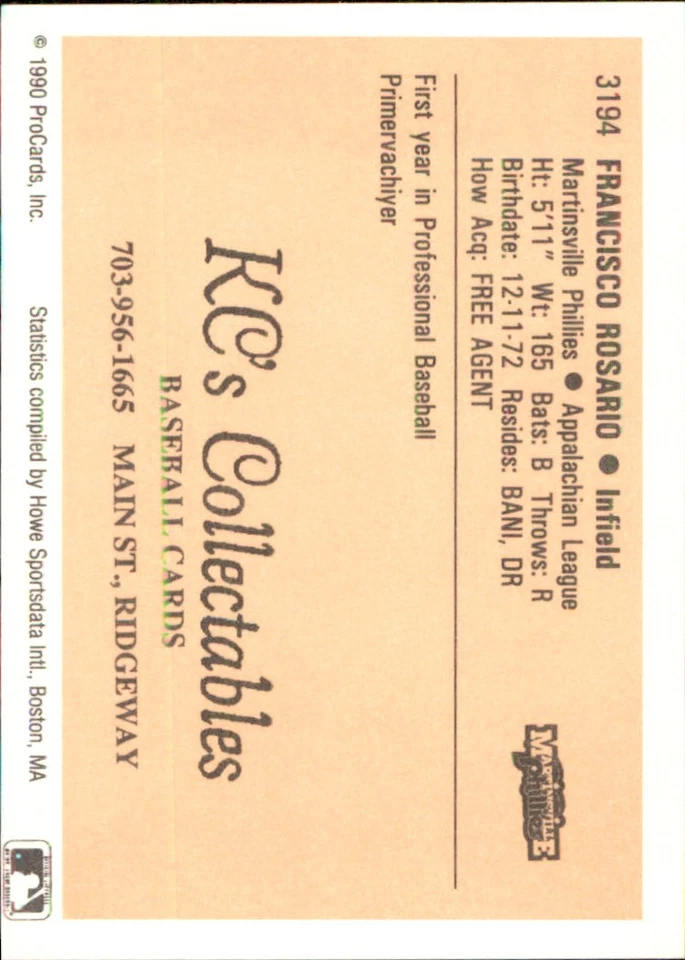 3194 FRANCISCO ROSARIO ● Infield
Martinsville Phillies ● Appalachian League
Ht: 5'11" Wt: 165 Bats: B Throws: R
Birthdate: 12-11-72 Resides: BANI, DR
How Acq: FREE AGENT
MARTINSVILLE
Phillies
First year in Professional Baseball
Primervachiyer
KC's Collectables
BASEBALL CARDS
703-956-1665 MAIN ST., RIDGEWAY
© 1990 ProCards, Inc. Statistics compiled by Howe Sportsdata Intl., Boston, MA